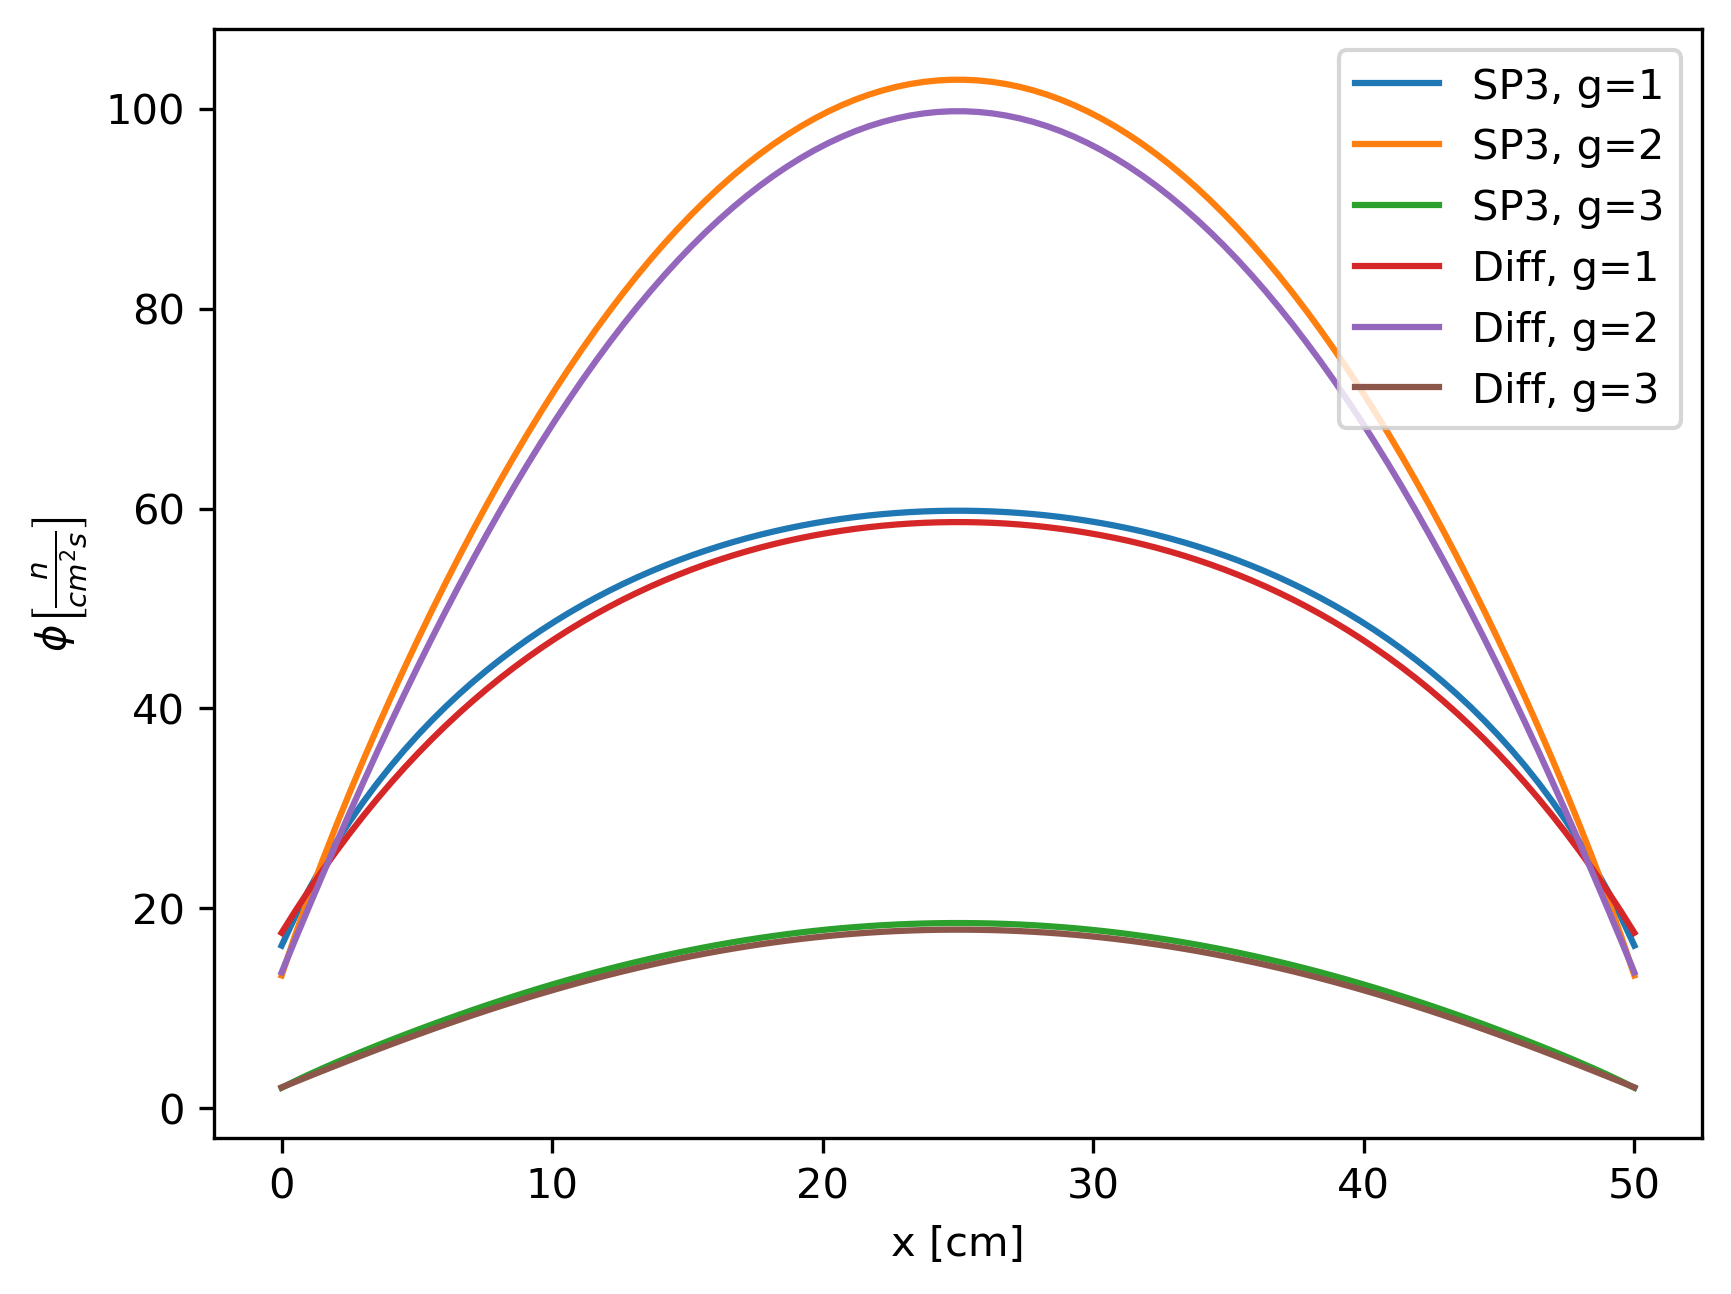 100
80
60
40
20
0
0 10 20 30 40 50
x [cm]
ϕ [n/cm²s]
SP3, g=1
SP3, g=2
SP3, g=3
Diff, g=1
Diff, g=2
Diff, g=3